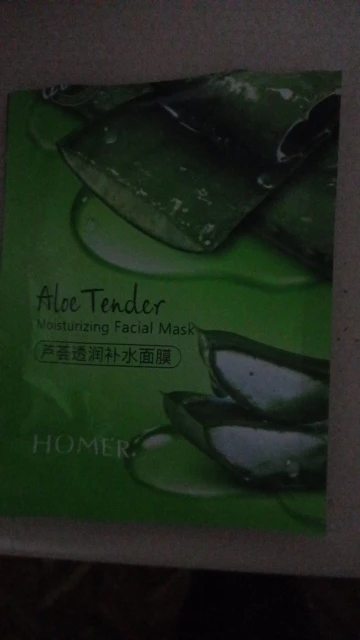 Aloe Tender
Moisturizing Facial Mask
芦荟透润补水面膜
HOMER